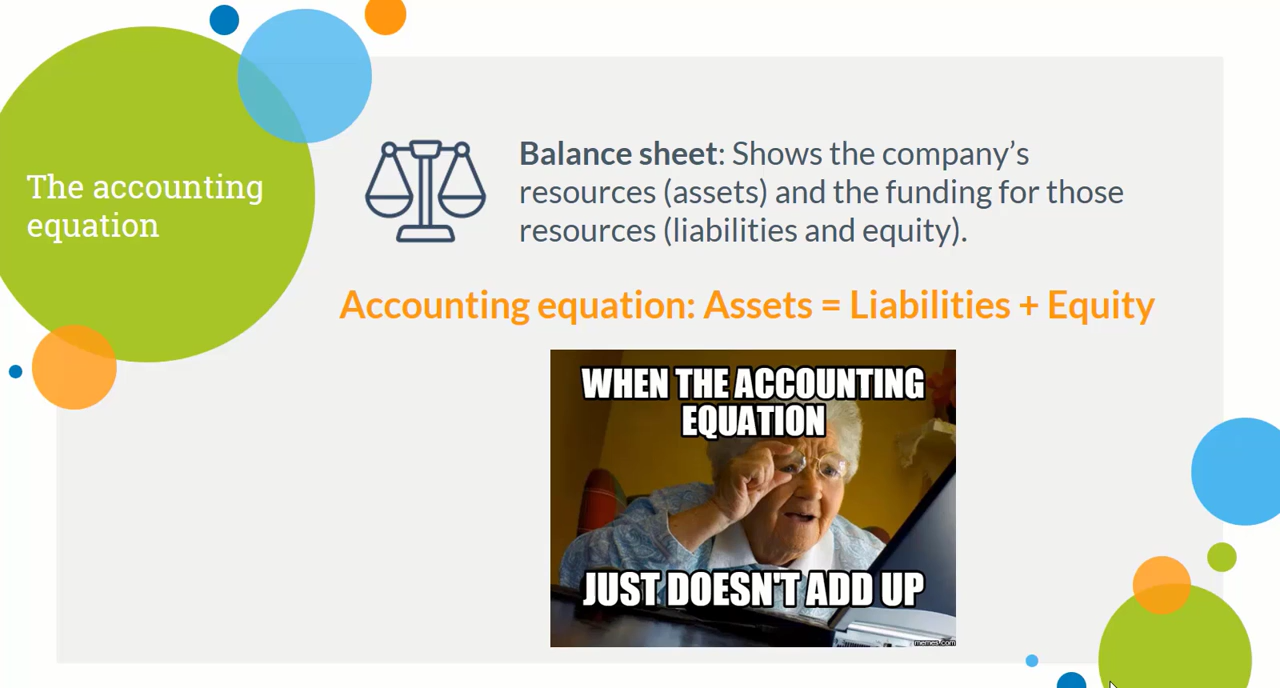 The accounting
equation
Balance sheet: Shows the company’s
resources (assets) and the funding for those
resources (liabilities and equity).
Accounting equation: Assets = Liabilities + Equity
WHEN THE ACCOUNTING
EQUATION
JUST DOESN'T ADD UP
memes.com